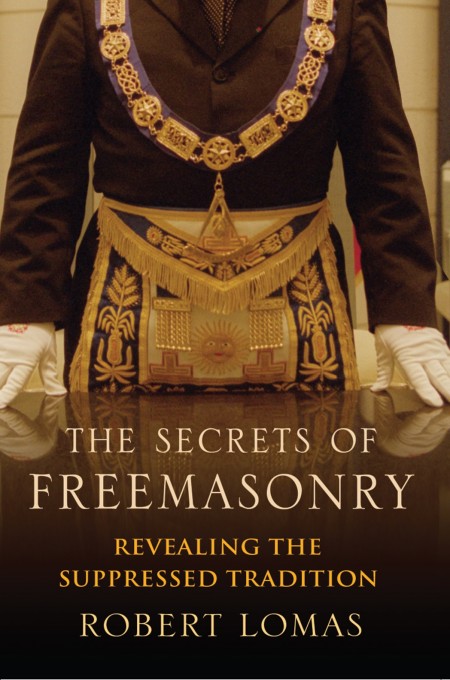 THE SECRETS OF
FREEMASONRY
REVEALING THE
SUPPRESSED TRADITION
ROBERT LOMAS